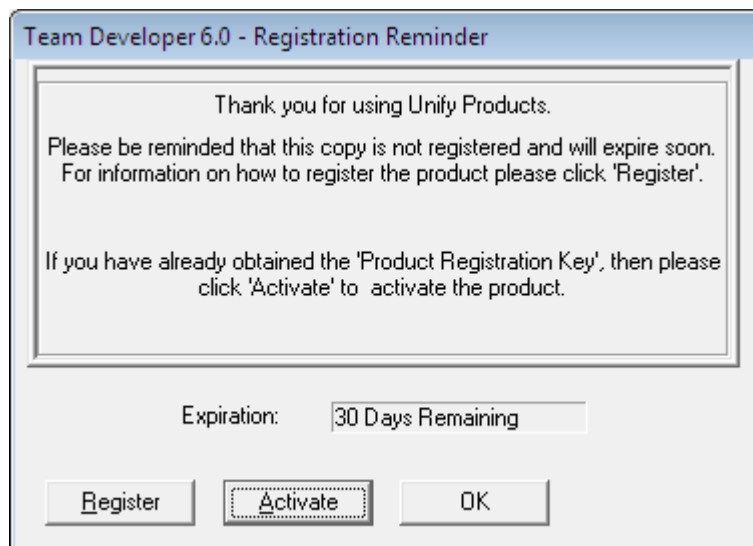 Team Developer 6.0 - Registration Reminder
Thank you for using Unify Products.
Please be reminded that this copy is not registered and will expire soon.
For information on how to register the product please click 'Register'.
If you have already obtained the 'Product Registration Key', then please
click 'Activate' to  activate the product.
Expiration: 30 Days Remaining
Register Activate OK